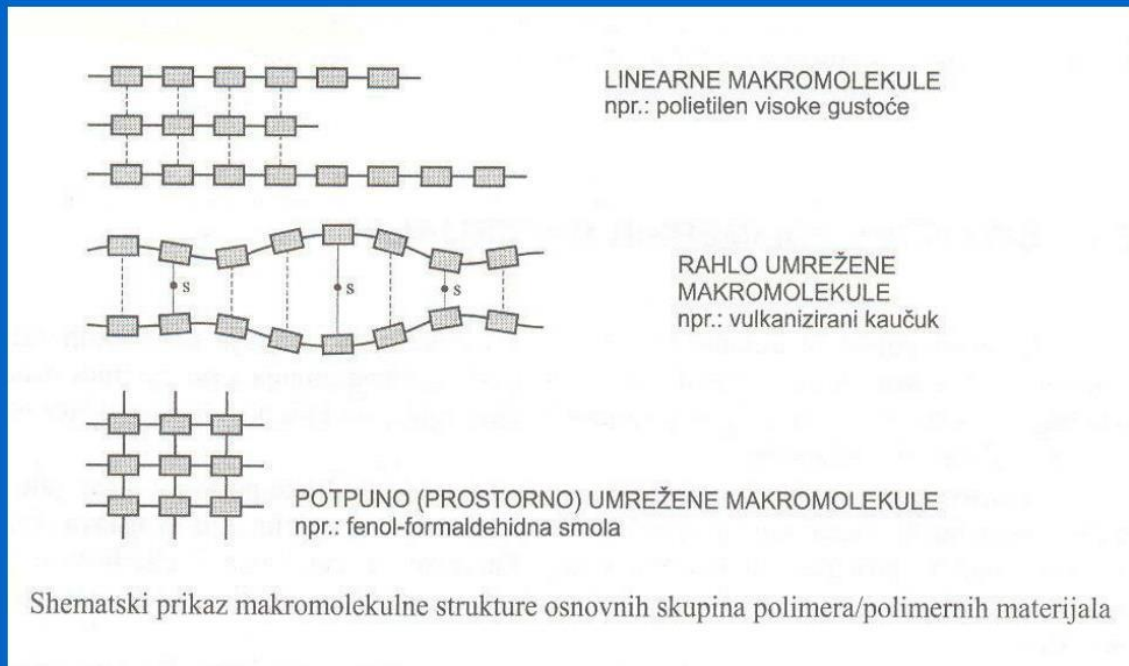 LINEARNE MAKROMOLEKULE
npr.: polietilen visoke gustoće
s
s
s
RAHLO UMREŽENE
MAKROMOLEKULE
npr.: vulkanizirani kaučuk
POTPUNO (PROSTORNO) UMREŽENE MAKROMOLEKULE
npr.: fenol-formaldehidna smola
Shematski prikaz makromolekulne strukture osnovnih skupina polimera/polimernih materijala